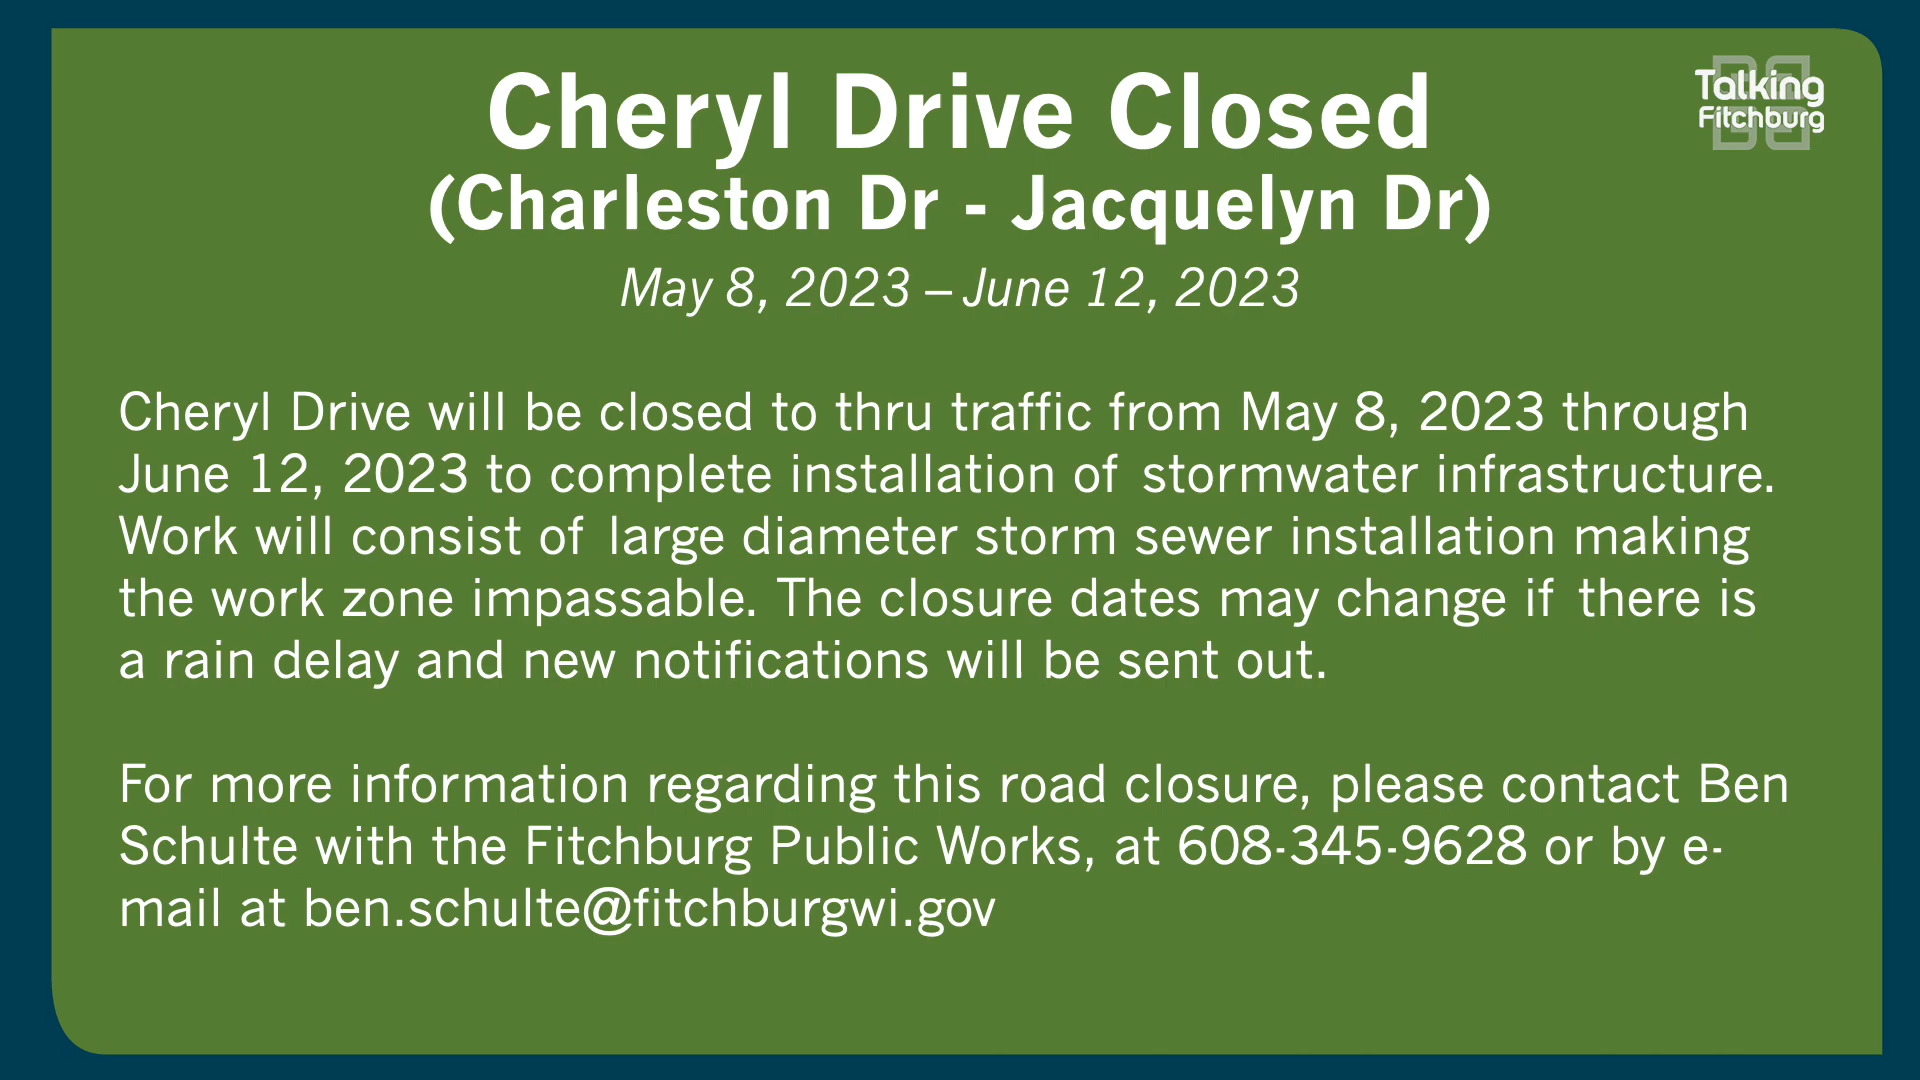 Cheryl Drive Closed
(Charleston Dr - Jacquelyn Dr)
May 8, 2023 – June 12, 2023
Talking
Fitchburg
Cheryl Drive will be closed to thru traffic from May 8, 2023 through
June 12, 2023 to complete installation of stormwater infrastructure.
Work will consist of large diameter storm sewer installation making
the work zone impassable. The closure dates may change if there is
a rain delay and new notifications will be sent out.
For more information regarding this road closure, please contact Ben
Schulte with the Fitchburg Public Works, at 608-345-9628 or by e-
mail at ben.schulte@fitchburgwi.gov